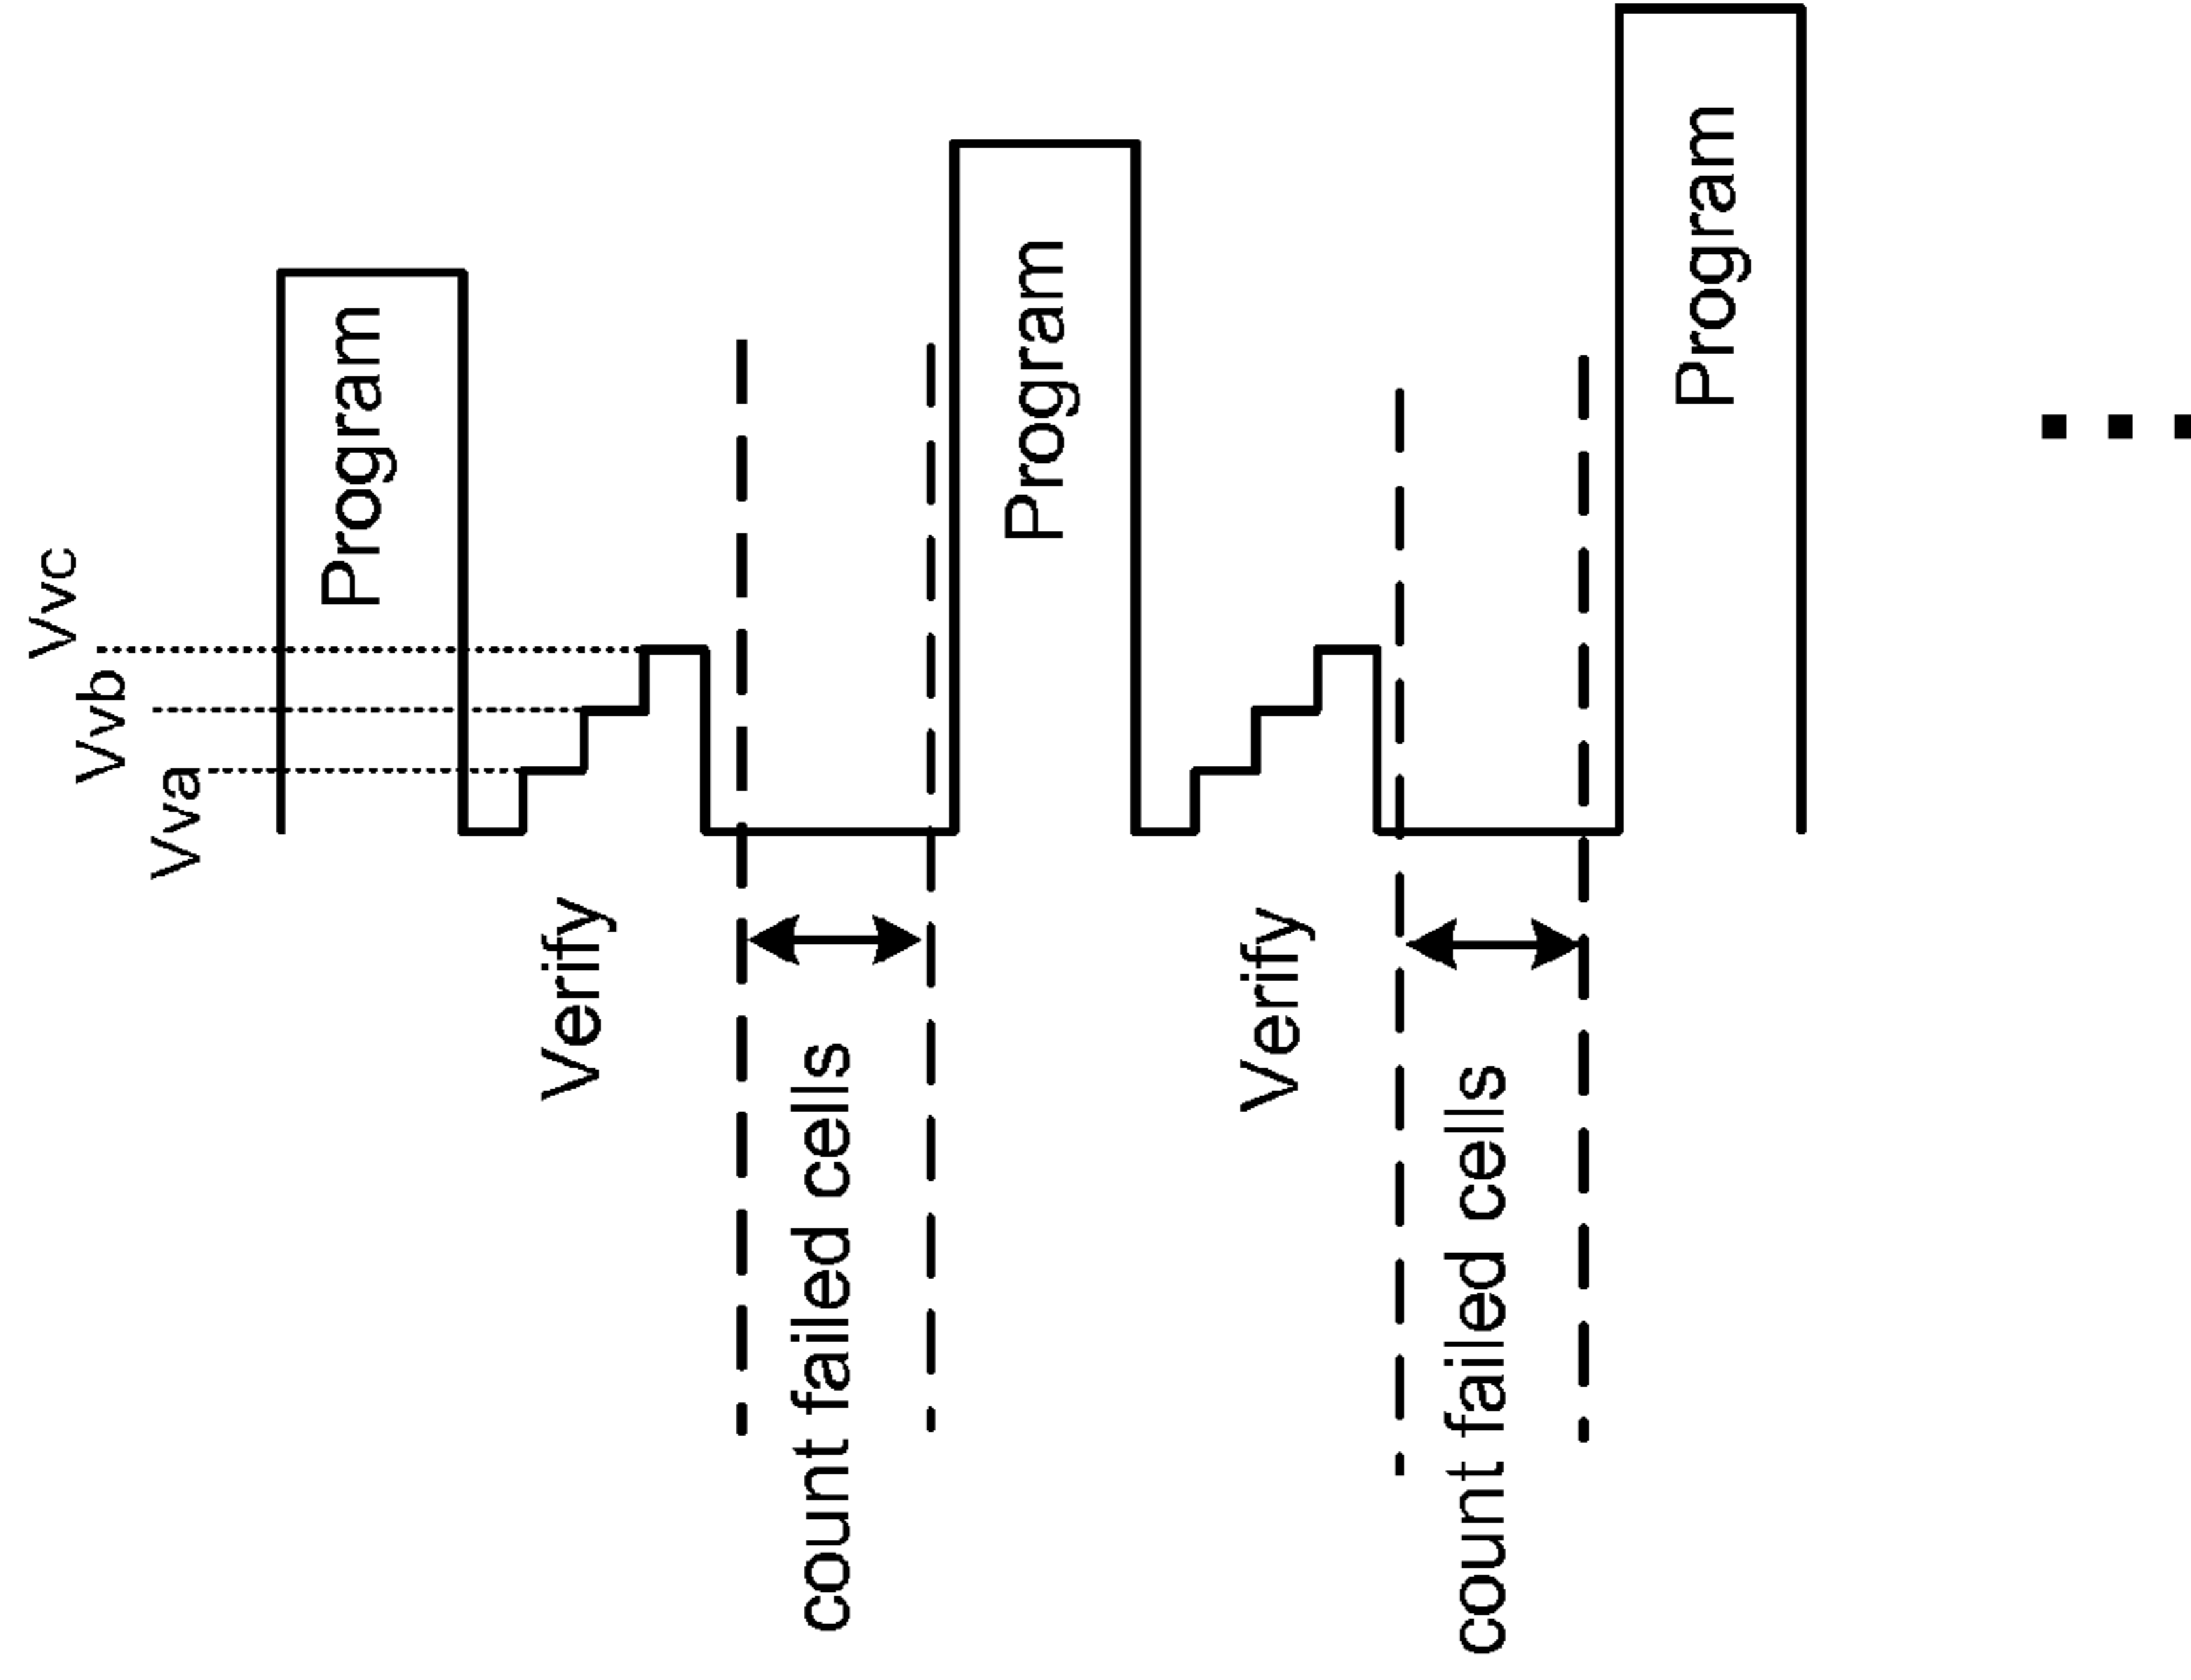 Vvc
Vvb
Vva
Program
Verify
count failed cells
Program
Verify
count failed cells
Program